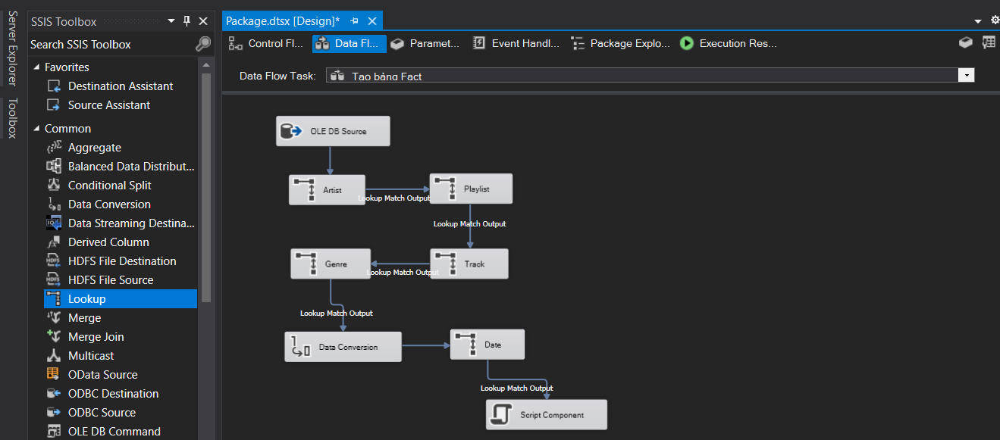 Server Explorer
Toolbox
SSIS Toolbox
Search SSIS Toolbox
Favorites
Destination Assistant
Source Assistant
Common
Aggregate
Balanced Data Distribut...
Conditional Split
Data Conversion
Data Streaming Destina...
Derived Column
HDFS File Destination
HDFS File Source
Lookup
Merge
Merge Join
Multicast
OData Source
ODBC Destination
ODBC Source
OLE DB Command
Package.dtsx [Design]*
Control Fl...
Data Fl...
Paramet...
Event Handl...
Package Explo...
Execution Res...
Data Flow Task:
Tạo bảng Fact
OLE DB Source
Artist
Lookup Match Output
Playlist
Lookup Match Output
Genre
Lookup Match Output
Track
Lookup Match Output
Data Conversion
Date
Lookup Match Output
Script Component